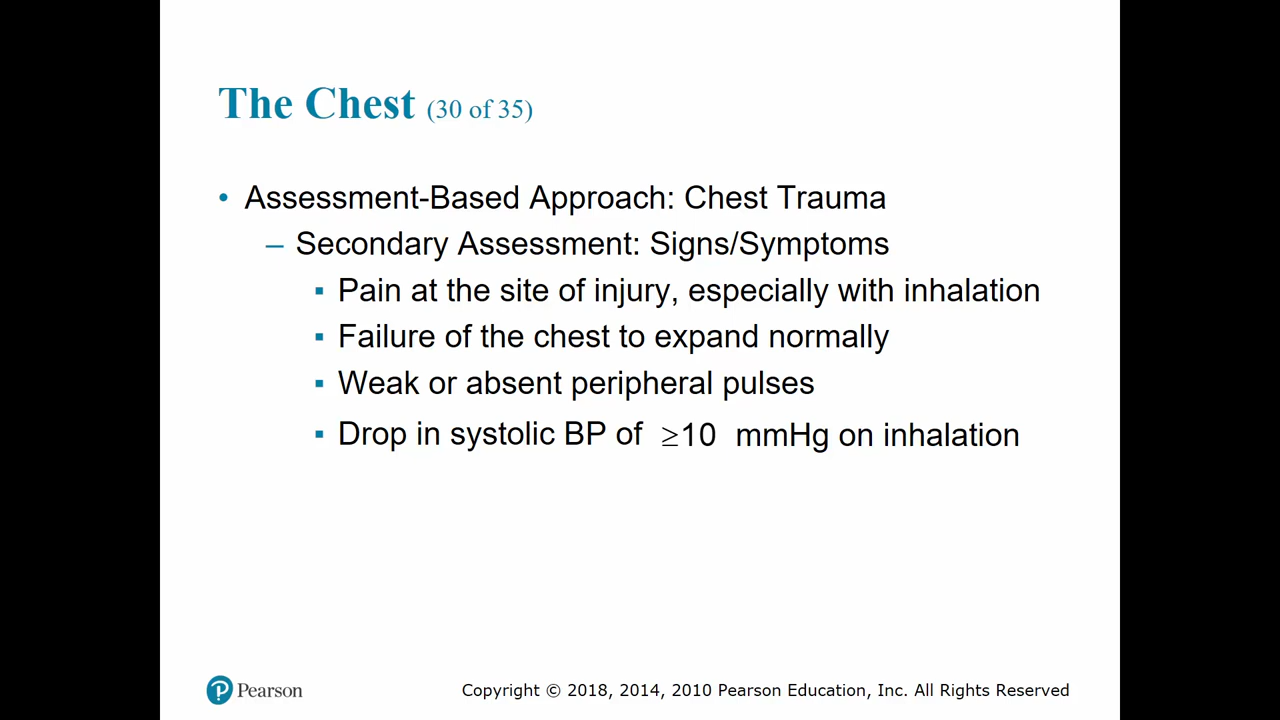 The Chest (30 of 35)
• Assessment-Based Approach: Chest Trauma
– Secondary Assessment: Signs/Symptoms
▪ Pain at the site of injury, especially with inhalation
▪ Failure of the chest to expand normally
▪ Weak or absent peripheral pulses
▪ Drop in systolic BP of ≥10 mmHg on inhalation
P Pearson
Copyright © 2018, 2014, 2010 Pearson Education, Inc. All Rights Reserved